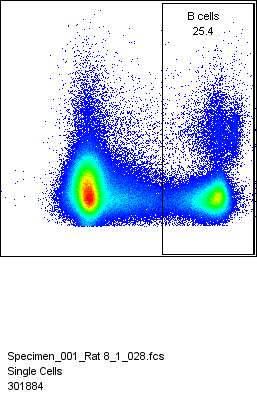 B cells
25.4
Specimen_001_Rat 8_1_028.fcs
Single Cells
301884